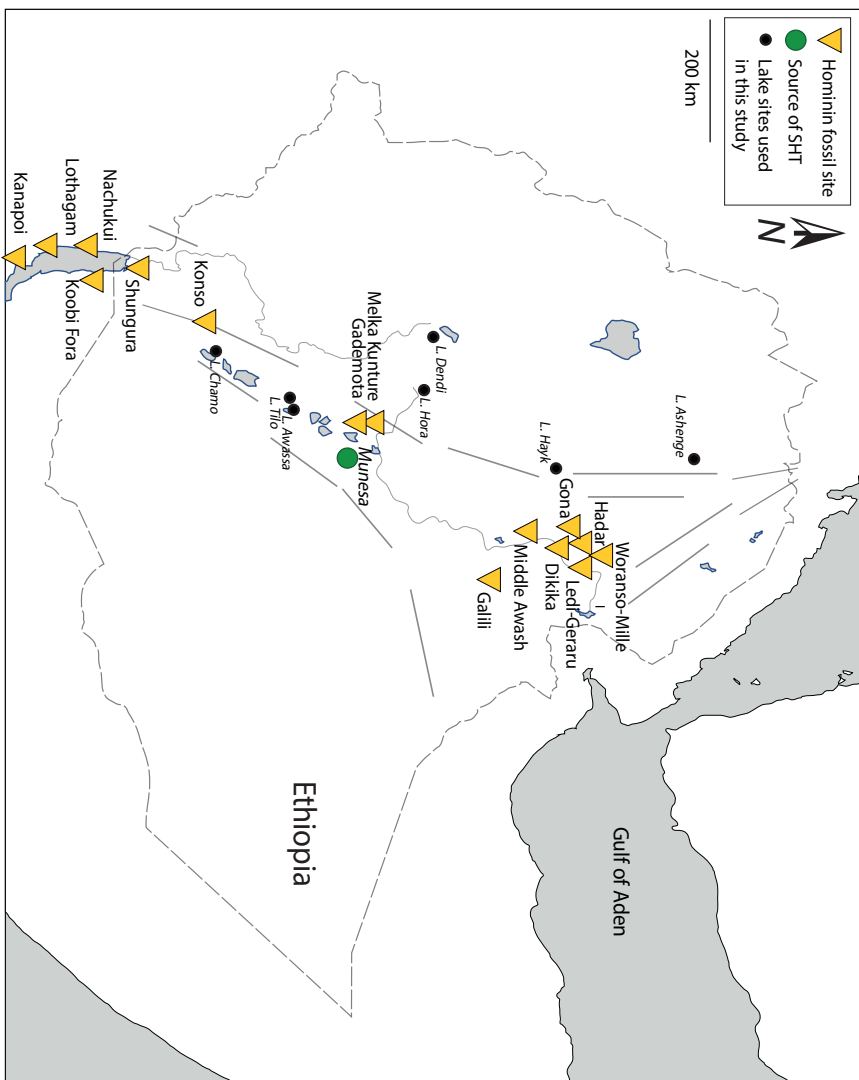 Hominin fossil site
Source of SHT
Lake sites used
in this study
200 km
N
L. Ashenge
L. Hayk
L. Dendi
L. Hora
Gona
Hadar
Woranso-Mille
Ledi-Geraru
Dikika
Middle Awash
Galili
Melka Kunture
Gademota
Munesa
L. Awassa
L. Tilo
L. Chamo
Konso
Shungura
Koobi Fora
Nachukui
Lothagam
Kanapoi
Ethiopia
Gulf of Aden